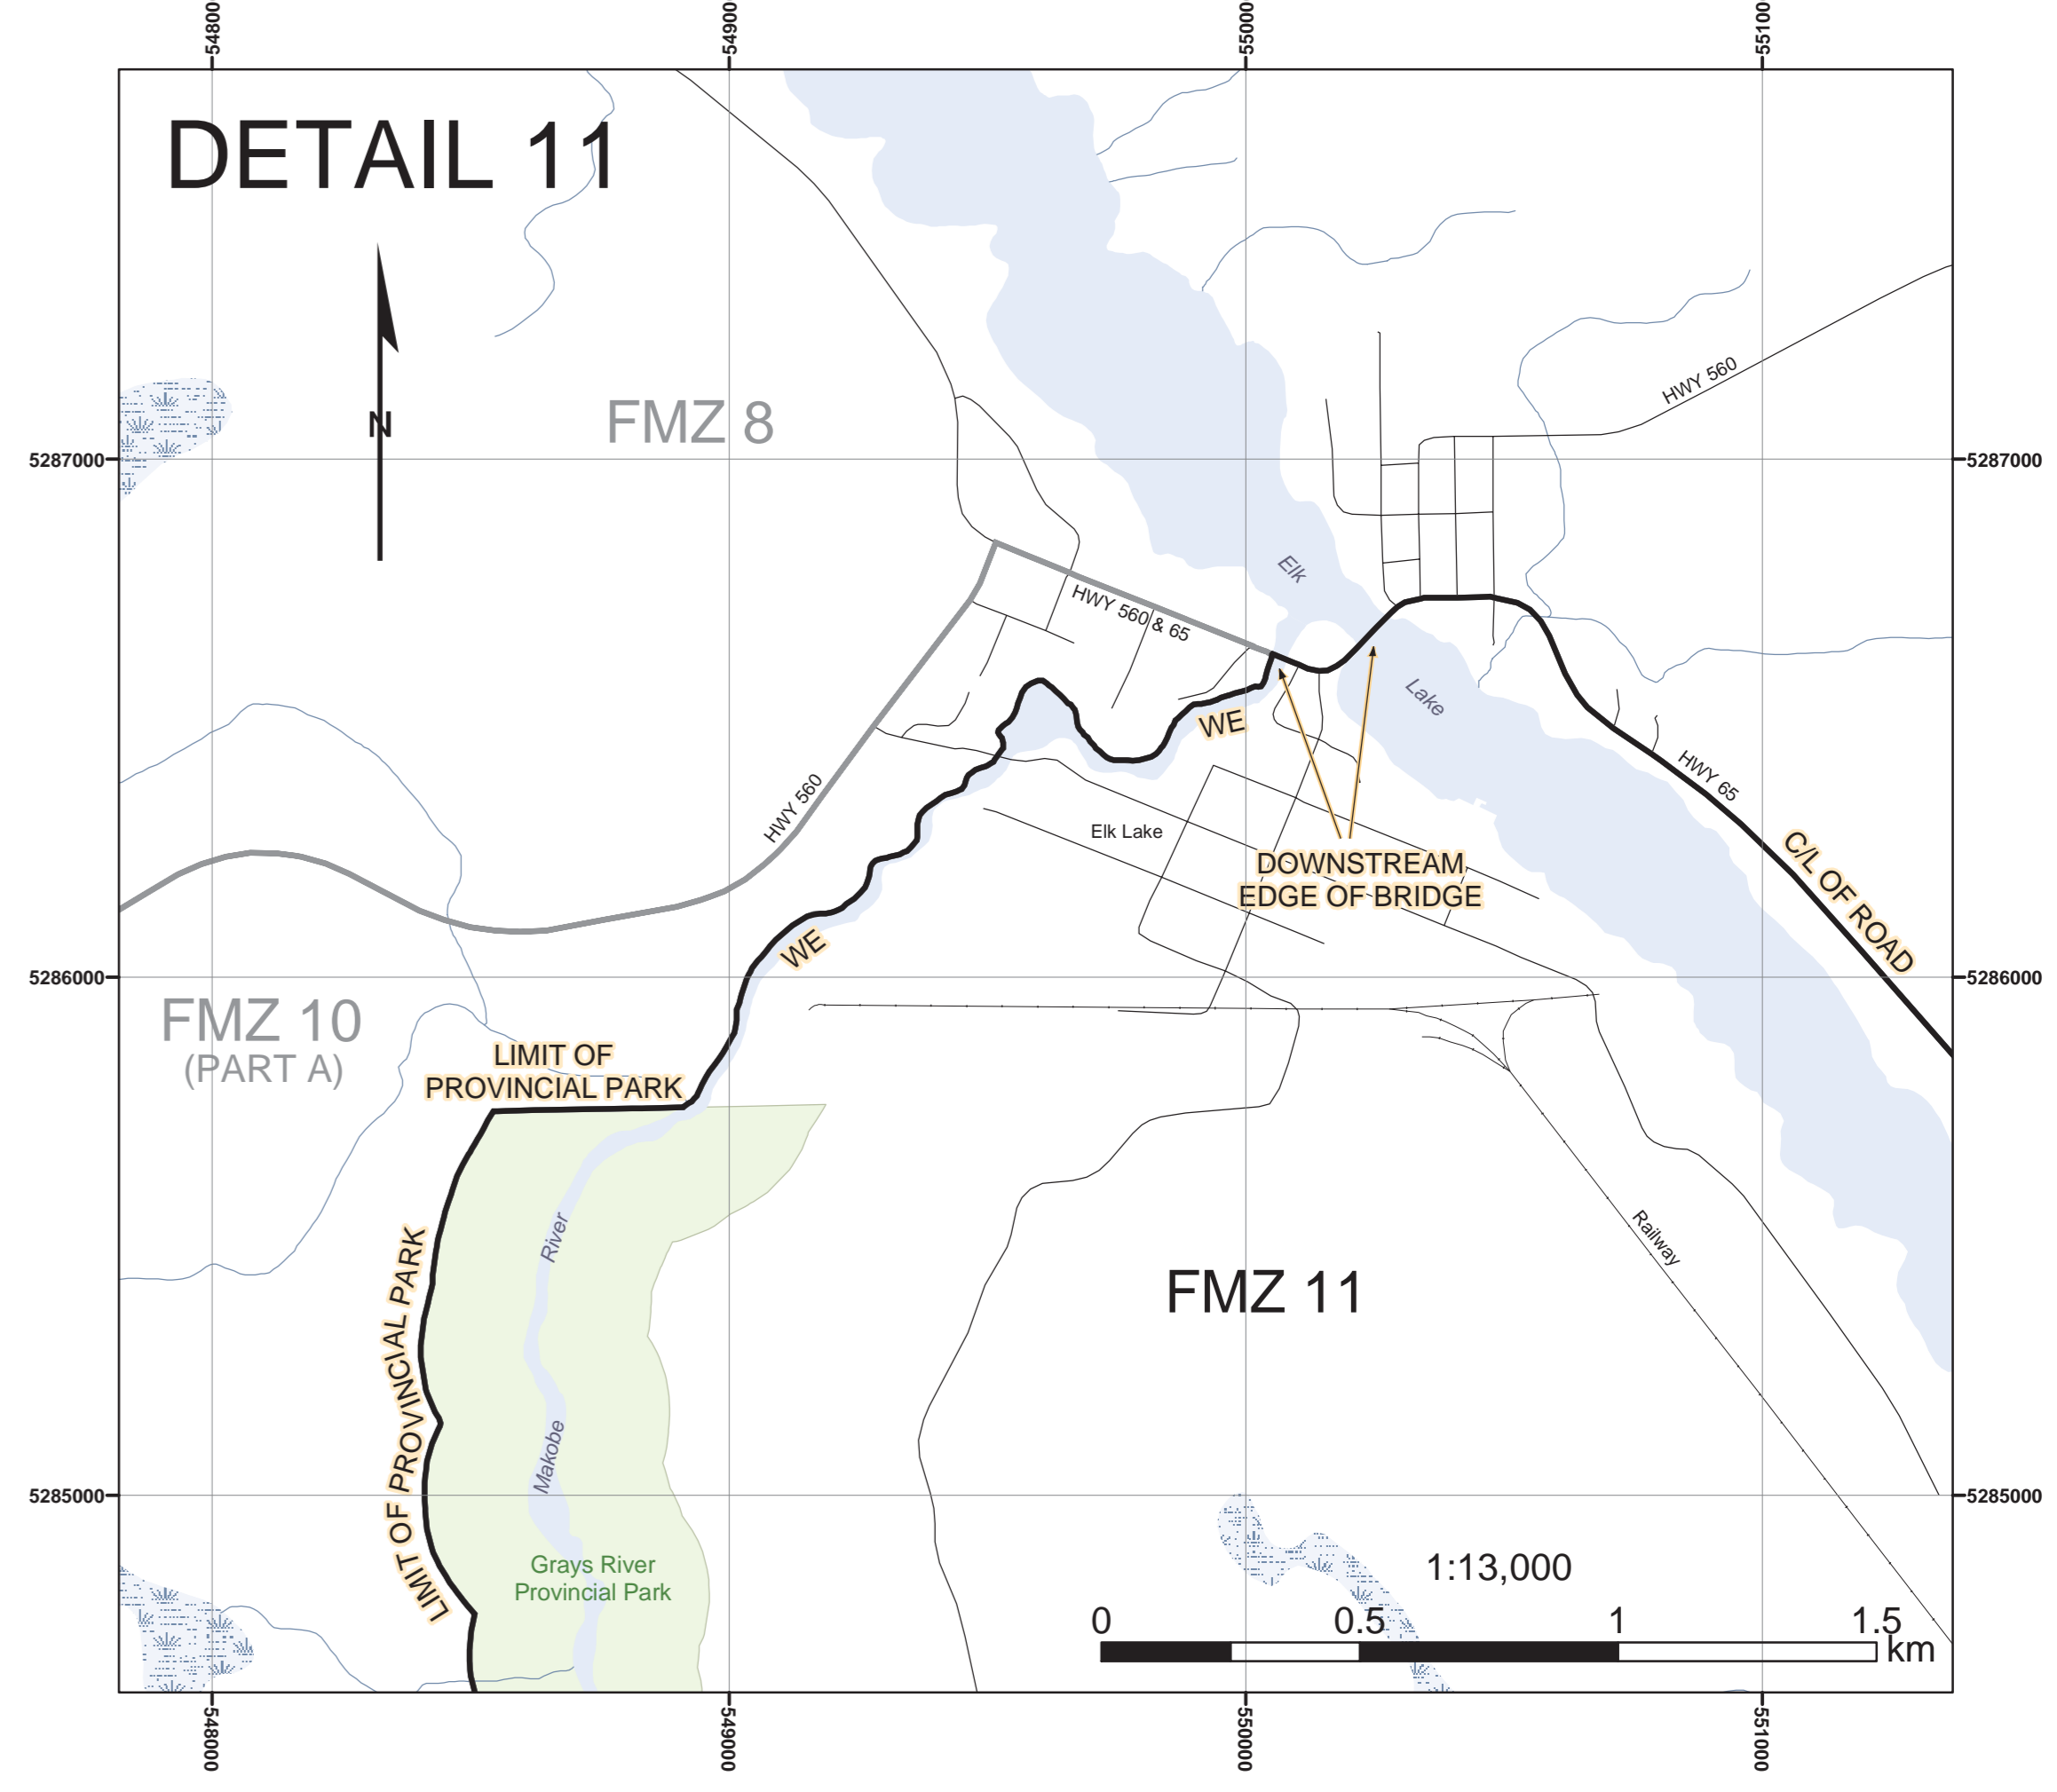 54800
54900
55000
55100
DETAIL 11
N
FMZ 8
HWY 560
5287000
5287000
Elk
HWY 560 & 65
Lake
WE
HWY 65
HWY 560
Elk Lake
DOWNSTREAM
EDGE OF BRIDGE
C/L OF ROAD
WE
5286000
5286000
FMZ 10
(PART A)
LIMIT OF
PROVINCIAL PARK
River
Railway
FMZ 11
LIMIT OF PROVINCIAL PARK
Makobe
5285000
5285000
Grays River
Provincial Park
1:13,000
0 0.5 1 1.5
km
548000
549000
550000
551000